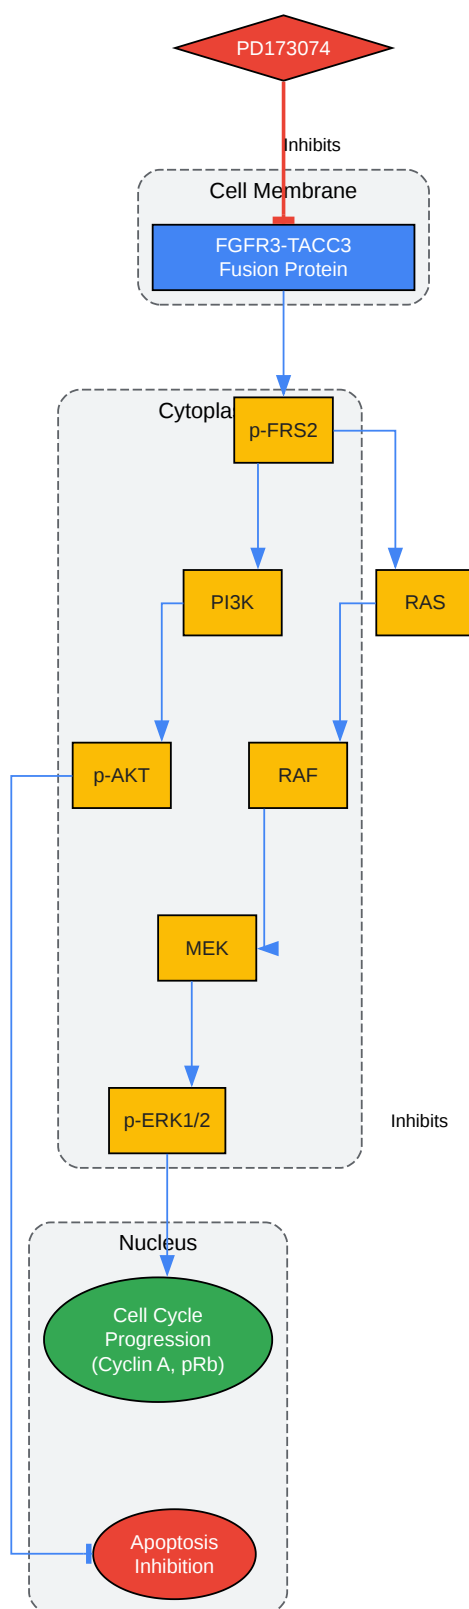 PD173074
Inhibits
Cell Membrane
FGFR3-TACC3
Fusion Protein
Cytopla
p-FRS2
PI3K
RAS
p-AKT
RAF
MEK
p-ERK1/2
Inhibits
Nucleus
Cell Cycle
Progression
(Cyclin A, pRb)
Apoptosis
Inhibition